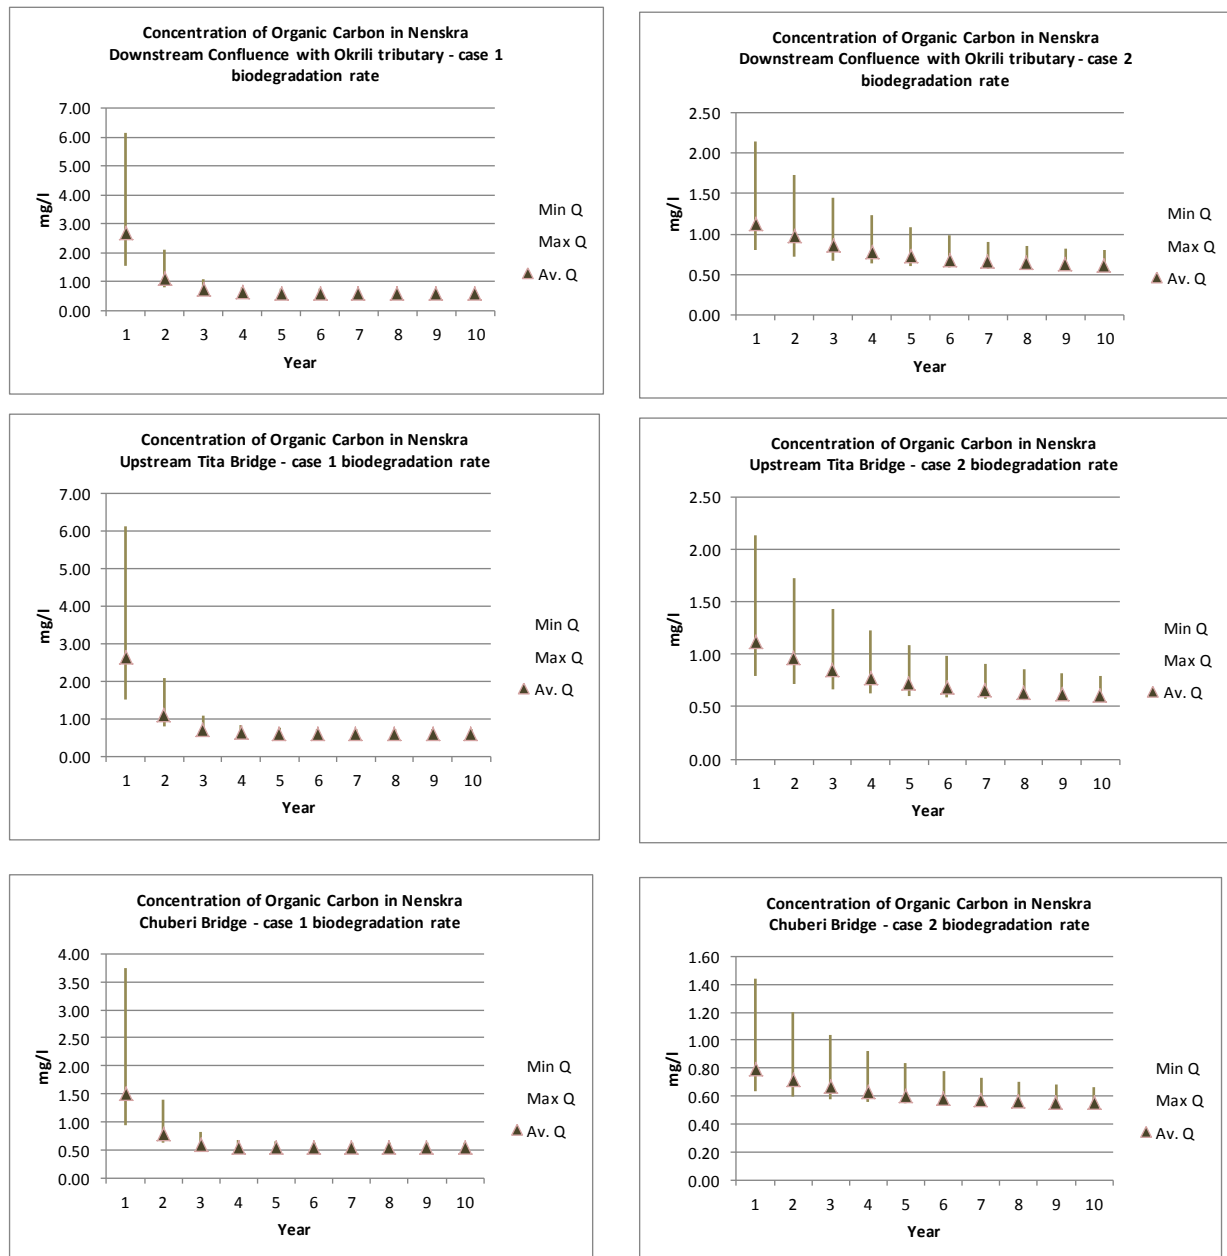 Concentration of Organic Carbon in Nenskra
Downstream Confluence with Okrili tributary - case 1
biodegradation rate
7.00
6.00
5.00
4.00
3.00
2.00
1.00
0.00
mg/l
1 2 3 4 5 6 7 8 9 10
Year
Min Q
Max Q
Av. Q
Concentration of Organic Carbon in Nenskra
Downstream Confluence with Okrili tributary - case 2
biodegradation rate
2.50
2.00
1.50
1.00
0.50
0.00
mg/l
1 2 3 4 5 6 7 8 9 10
Year
Min Q
Max Q
Av. Q
Concentration of Organic Carbon in Nenskra
Upstream Tita Bridge - case 1 biodegradation rate
7.00
6.00
5.00
4.00
3.00
2.00
1.00
0.00
mg/l
1 2 3 4 5 6 7 8 9 10
Year
Min Q
Max Q
Av. Q
Concentration of Organic Carbon in Nenskra
Upstream Tita Bridge - case 2 biodegradation rate
2.50
2.00
1.50
1.00
0.50
0.00
mg/l
1 2 3 4 5 6 7 8 9 10
Year
Min Q
Max Q
Av. Q
Concentration of Organic Carbon in Nenskra
Chuberi Bridge - case 1 biodegradation rate
4.00
3.50
3.00
2.50
2.00
1.50
1.00
0.50
0.00
mg/l
1 2 3 4 5 6 7 8 9 10
Year
Min Q
Max Q
Av. Q
Concentration of Organic Carbon in Nenskra
Chuberi Bridge - case 2 biodegradation rate
1.60
1.40
1.20
1.00
0.80
0.60
0.40
0.20
0.00
mg/l
1 2 3 4 5 6 7 8 9 10
Year
Min Q
Max Q
Av. Q